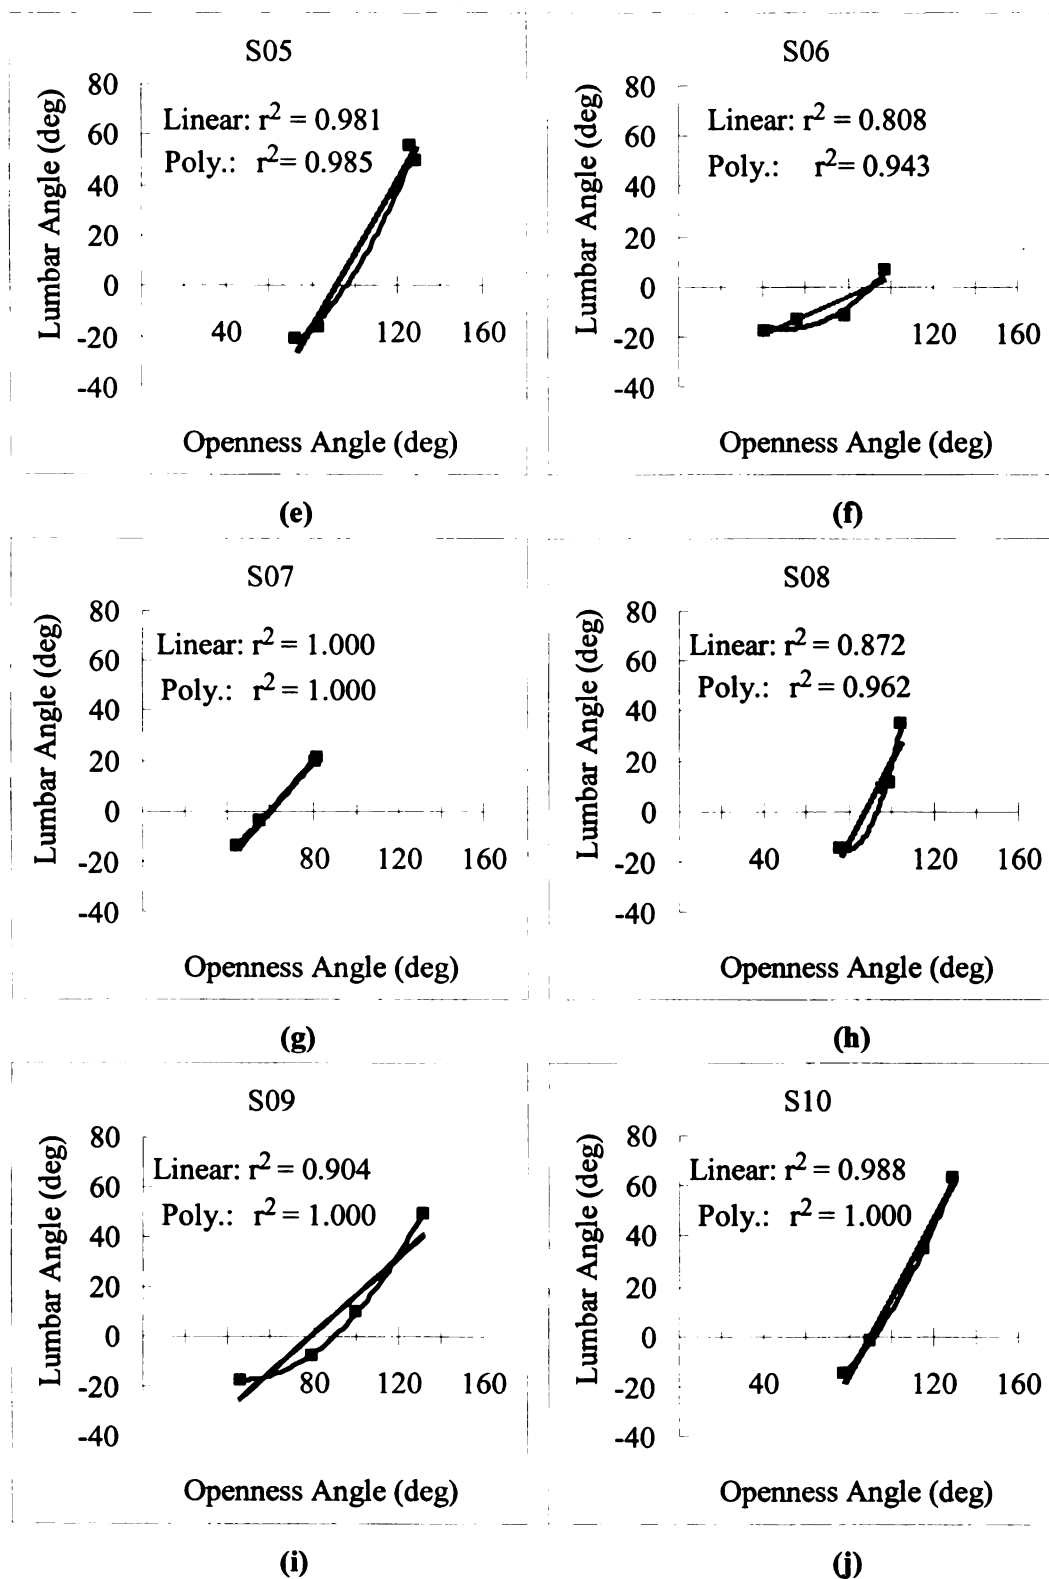 S05
80
60
40
20
0
-20
-40
Lumbar Angle (deg)
Linear: r² = 0.981
Poly.: r²= 0.985
40 120 160
Openness Angle (deg)
(e)
S06
80
60
40
20
0
-20
-40
Lumbar Angle (deg)
Linear: r² = 0.808
Poly.: r²= 0.943
120 160
Openness Angle (deg)
(f)
S07
80
60
40
20
0
-20
-40
Lumbar Angle (deg)
Linear: r² = 1.000
Poly.: r² = 1.000
80 120 160
Openness Angle (deg)
(g)
S08
80
60
40
20
0
-20
-40
Lumbar Angle (deg)
Linear: r² = 0.872
Poly.: r² = 0.962
40 120 160
Openness Angle (deg)
(h)
S09
80
60
40
20
0
-20
-40
Lumbar Angle (deg)
Linear: r² = 0.904
Poly.: r² = 1.000
80 120 160
Openness Angle (deg)
(i)
S10
80
60
40
20
0
-20
-40
Lumbar Angle (deg)
Linear: r² = 0.988
Poly.: r² = 1.000
40 120 160
Openness Angle (deg)
(j)